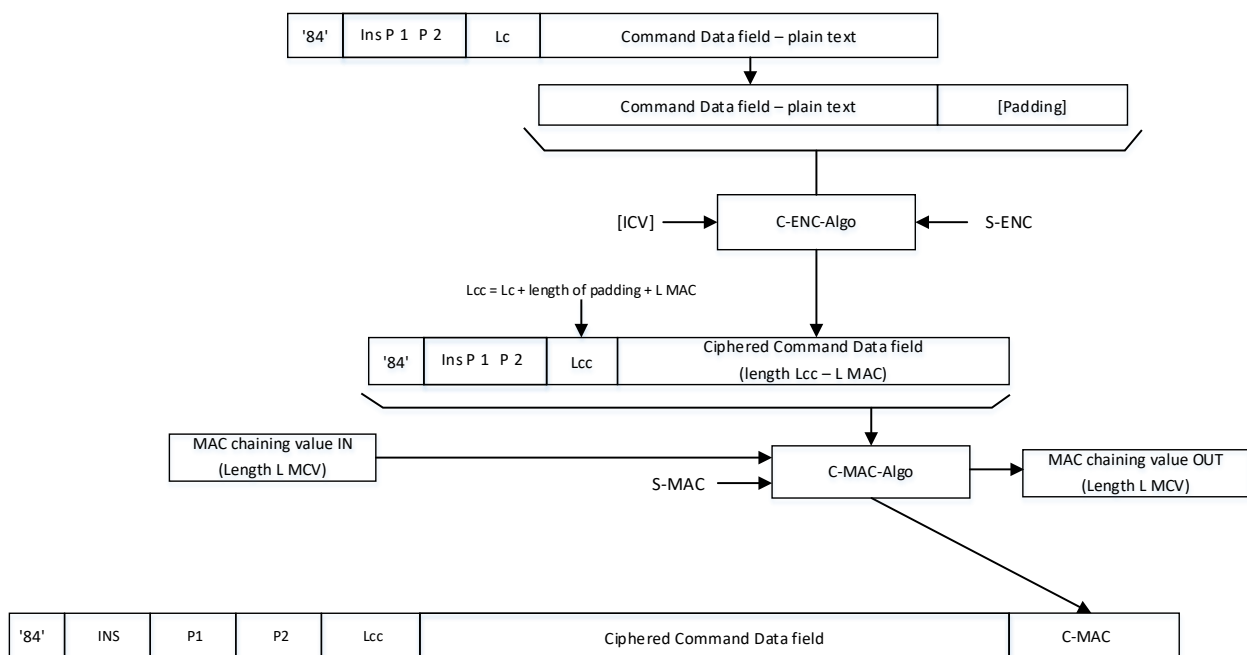 '84' Ins P 1 P 2 Lc Command Data field – plain text
Command Data field – plain text [Padding]
[ICV] C-ENC-Algo S-ENC
Lcc = Lc + length of padding + L MAC
'84' Ins P 1 P 2 Lcc Ciphered Command Data field
(length Lcc – L MAC)
MAC chaining value IN
(Length L MCV)
S-MAC
C-MAC-Algo
MAC chaining value OUT
(Length L MCV)
'84' INS P1 P2 Lcc Ciphered Command Data field C-MAC